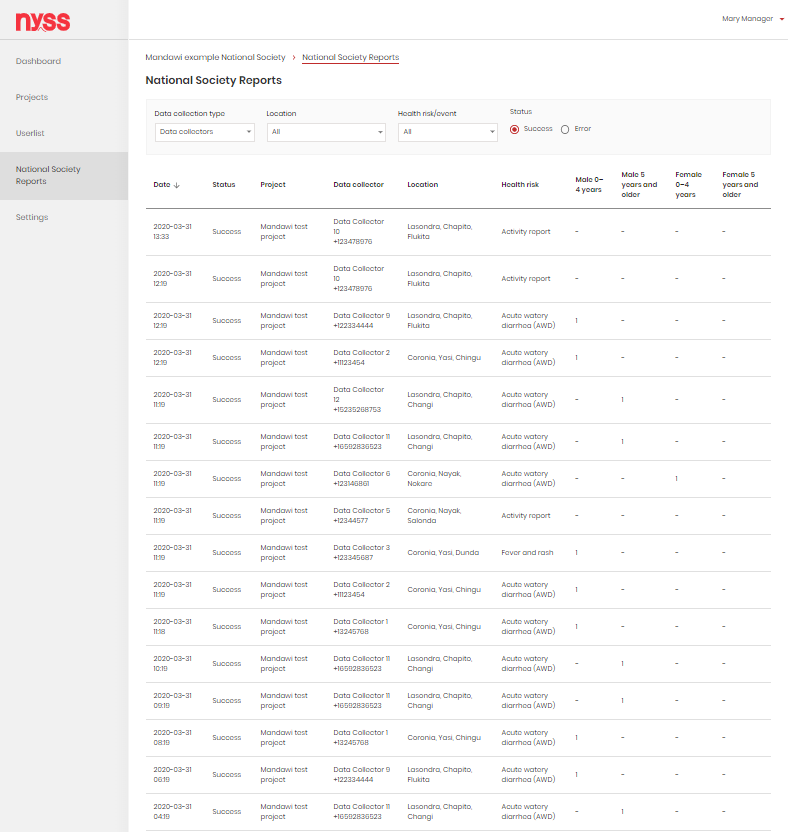 nyss
Mary Manager
Dashboard
Projects
Userlist
National Society
Reports
Settings
Mandawi example National Society › National Society Reports
National Society Reports
Data collection type Location Health risk/event Status
Data collectors All All Success Error
Date ↓ Status Project Data collector Location Health risk Male 0–4 years Male 5 years and older Female 0–4 years Female 5 years and older
2020-03-31 13:33 Success Mandawi test project Data Collector 10 +123478976 Lasondra, Chapito, Flukita Activity report - - - -
2020-03-31 12:19 Success Mandawi test project Data Collector 10 +123478976 Lasondra, Chapito, Flukita Activity report - - - -
2020-03-31 12:19 Success Mandawi test project Data Collector 9 +122334444 Lasondra, Chapito, Flukita Acute watery diarrhea (AWD) 1 - - -
2020-03-31 12:19 Success Mandawi test project Data Collector 2 +11123454 Coronia, Yasi, Chingu Acute watery diarrhea (AWD) 1 - - -
2020-03-31 11:19 Success Mandawi test project Data Collector 12 +15235268753 Lasondra, Chapito, Changi Acute watery diarrhea (AWD) - 1 - -
2020-03-31 11:19 Success Mandawi test project Data Collector 11 +16592836523 Lasondra, Chapito, Changi Acute watery diarrhea (AWD) - 1 - -
2020-03-31 11:19 Success Mandawi test project Data Collector 6 +123146861 Coronia, Nayak, Nokare Acute watery diarrhea (AWD) - - 1 -
2020-03-31 11:19 Success Mandawi test project Data Collector 5 +12344577 Coronia, Nayak, Salonda Activity report - - - -
2020-03-31 11:19 Success Mandawi test project Data Collector 3 +123345687 Coronia, Yasi, Dunda Fever and rash 1 - - -
2020-03-31 11:19 Success Mandawi test project Data Collector 2 +11123454 Coronia, Yasi, Chingu Acute watery diarrhea (AWD) 1 - - -
2020-03-31 11:18 Success Mandawi test project Data Collector 1 +13245768 Coronia, Yasi, Chingu Acute watery diarrhea (AWD) 1 - - -
2020-03-31 10:19 Success Mandawi test project Data Collector 11 +16592836523 Lasondra, Chapito, Changi Acute watery diarrhea (AWD) - 1 - -
2020-03-31 09:19 Success Mandawi test project Data Collector 11 +16592836523 Lasondra, Chapito, Changi Acute watery diarrhea (AWD) - 1 - -
2020-03-31 08:19 Success Mandawi test project Data Collector 1 +13245768 Coronia, Yasi, Chingu Acute watery diarrhea (AWD) 1 - - -
2020-03-31 06:19 Success Mandawi test project Data Collector 9 +122334444 Lasondra, Chapito, Flukita Acute watery diarrhea (AWD) 1 - - -
2020-03-31 04:19 Success Mandawi test project Data Collector 11 +16592836523 Lasondra, Chapito, Changi Acute watery diarrhea (AWD) - 1 - -